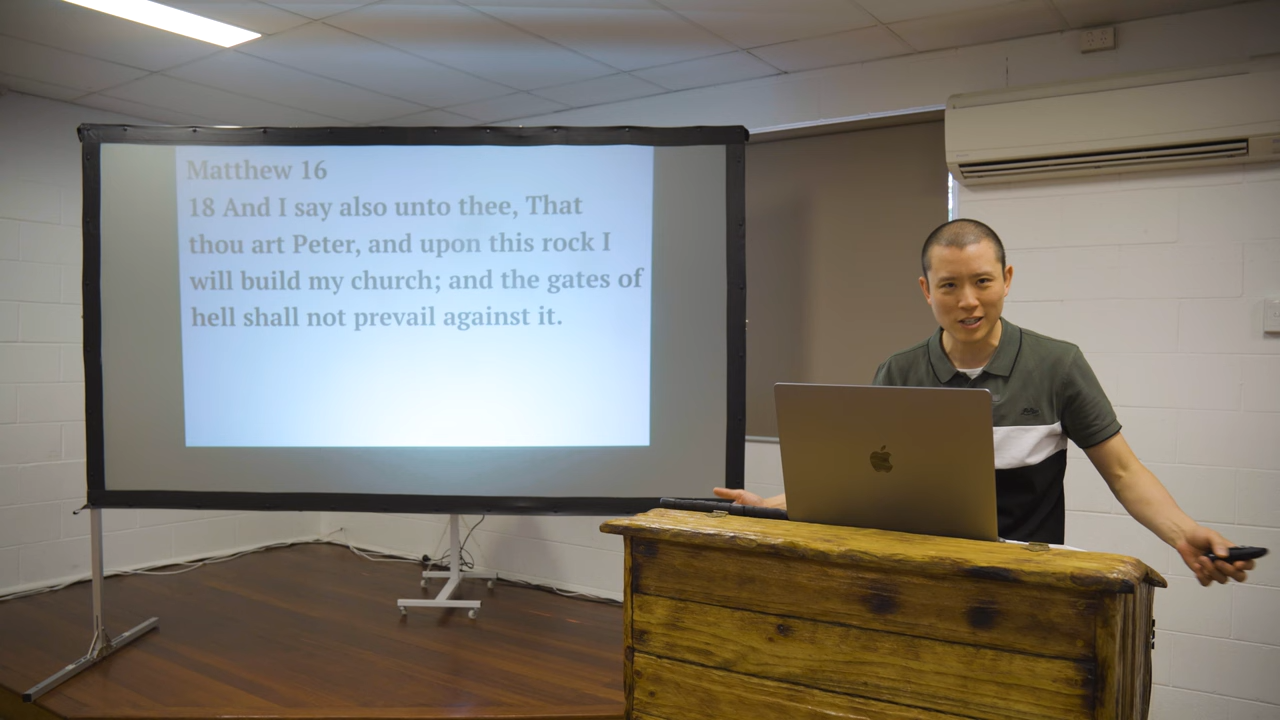 Matthew 16
18 And I say also unto thee, That
thou art Peter, and upon this rock I
will build my church; and the gates of
hell shall not prevail against it.